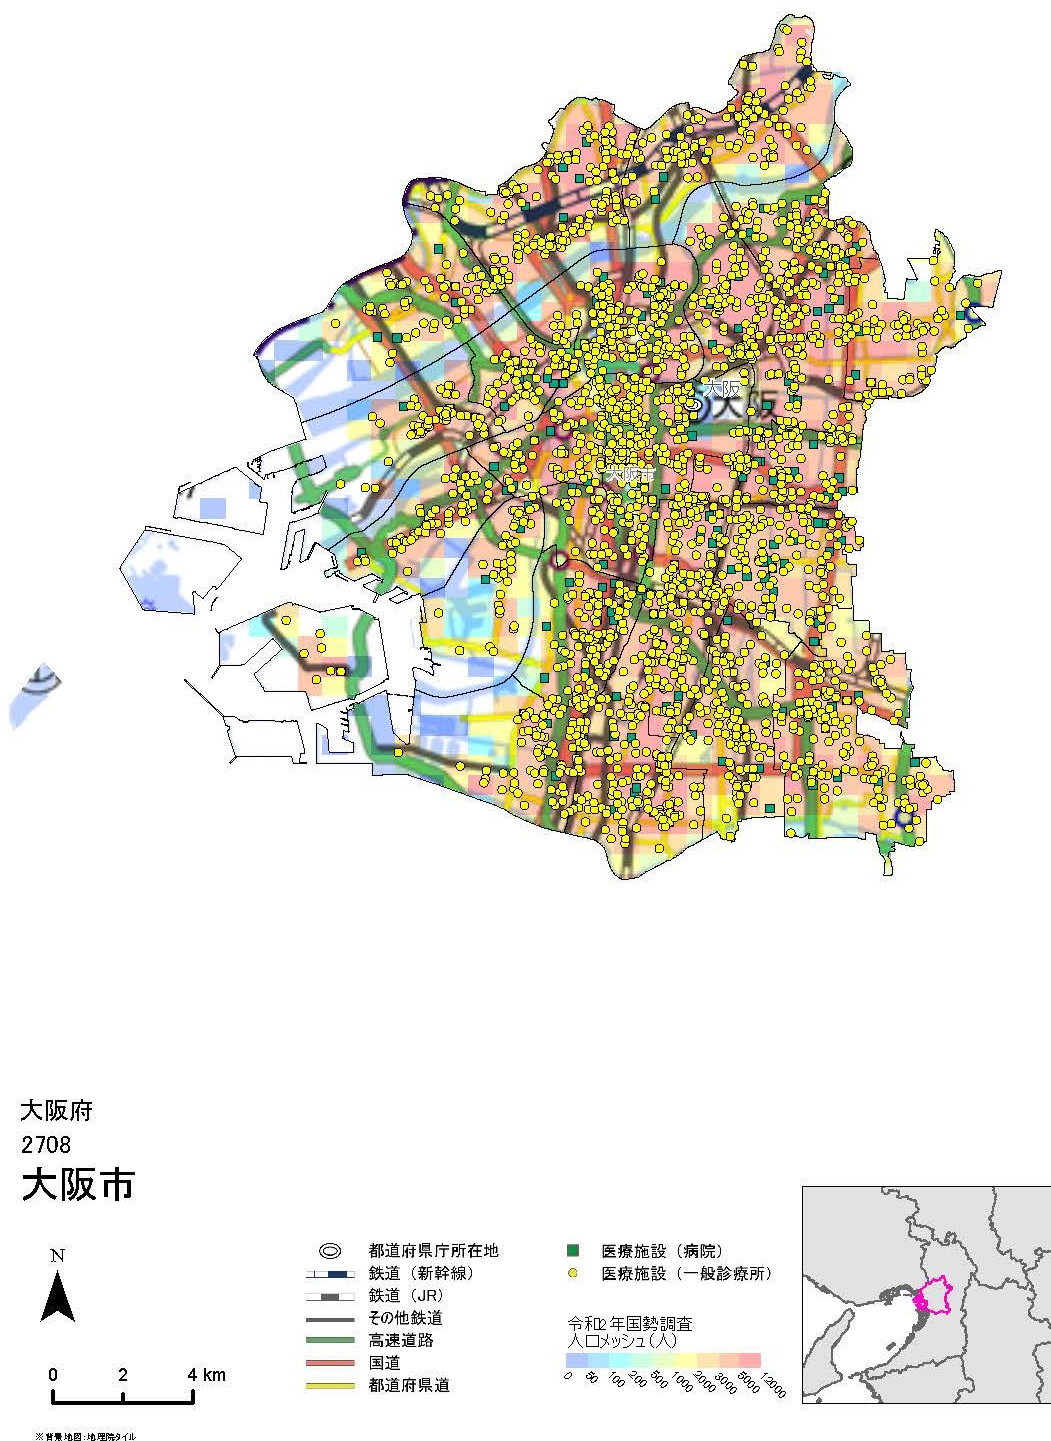 大阪
大阪
大阪市
大阪府
2708
大阪市
N
0 2 4 km
※背景地図:地理院タイル
都道府県庁所在地
鉄道（新幹線）
鉄道（JR）
その他鉄道
高速道路
国道
都道府県道
医療施設（病院）
医療施設（一般診療所）
令和2年国勢調査
人口メッシュ(人)
0 50 100 200 500 1000 2000 3000 5000 12000